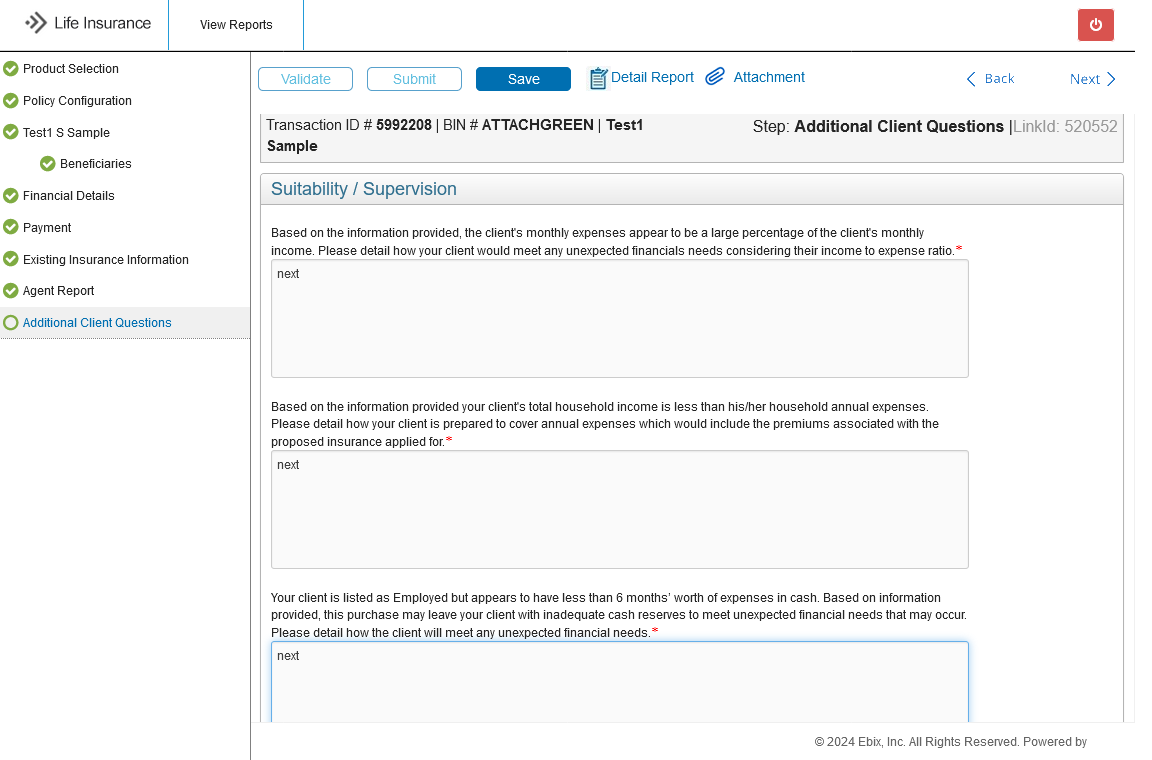 Life Insurance
View Reports
Product Selection
Policy Configuration
Test1 S Sample
Beneficiaries
Financial Details
Payment
Existing Insurance Information
Agent Report
Additional Client Questions
Validate
Submit
Save
Detail Report
Attachment
Back
Next
Transaction ID # 5992208 | BIN # ATTACHGREEN | Test1
Sample
Step: Additional Client Questions |LinkId: 520552
Suitability / Supervision
Based on the information provided, the client's monthly expenses appear to be a large percentage of the client's monthly
income. Please detail how your client would meet any unexpected financials needs considering their income to expense ratio.*
next
Based on the information provided your client's total household income is less than his/her household annual expenses.
Please detail how your client is prepared to cover annual expenses which would include the premiums associated with the
proposed insurance applied for.*
next
Your client is listed as Employed but appears to have less than 6 months’ worth of expenses in cash. Based on information
provided, this purchase may leave your client with inadequate cash reserves to meet unexpected financial needs that may occur.
Please detail how the client will meet any unexpected financial needs.*
next
© 2024 Ebix, Inc. All Rights Reserved. Powered by